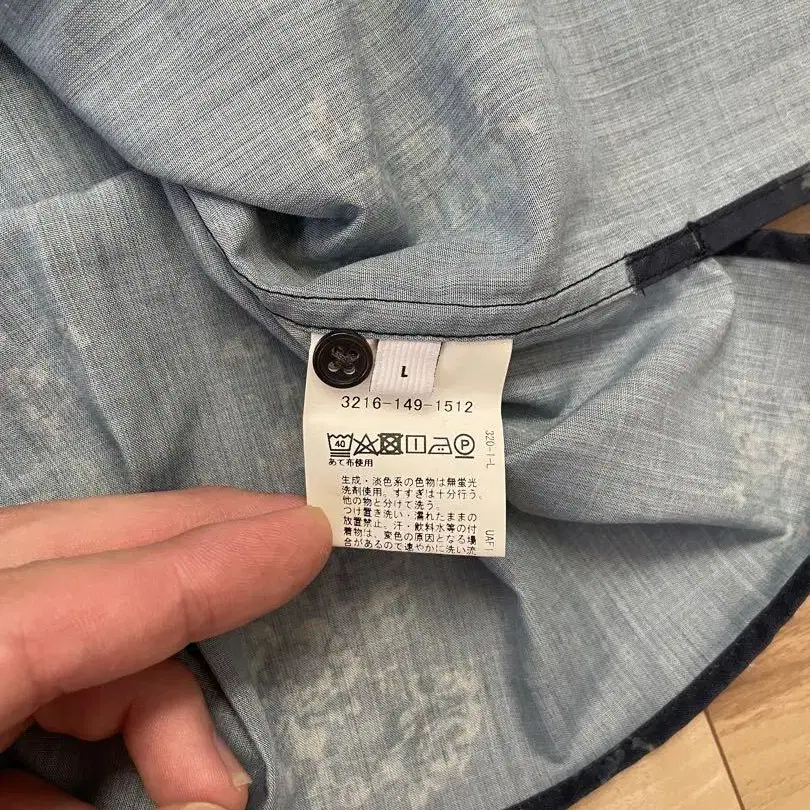 L
3216-149-1512
40 P
あて布使用
320-I-L
生成・淡色系の色物は無蛍光
洗剤使用。すすぎは十分行う。
他の物と分けて洗う。
つけ置き洗い・濡れたままの
放置禁止。汗・飲料水等の付
着物は、変色の原因となる場
合があるので速やかに洗い流
UAFI